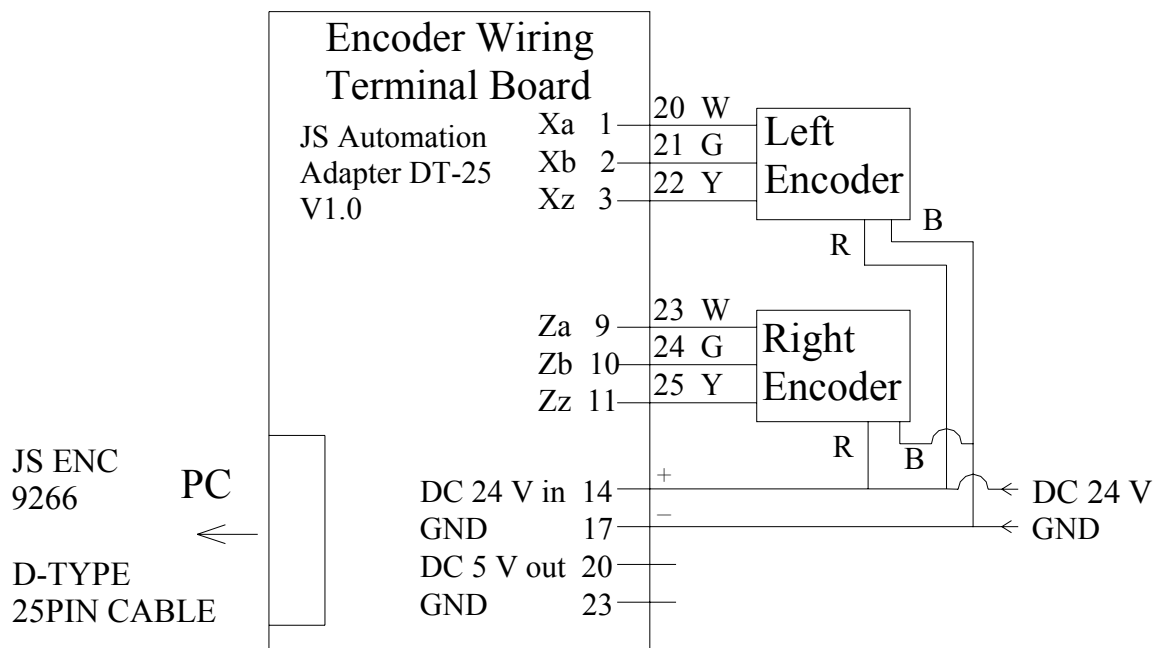 Encoder Wiring
Terminal Board
JS Automation
Adapter DT-25
V1.0
Xa 1
Xb 2
Xz 3
20 W
21 G
22 Y
Left
Encoder
R
B
Za 9
Zb 10
Zz 11
23 W
24 G
25 Y
Right
Encoder
R
B
JS ENC
9266
PC
D-TYPE
25PIN CABLE
DC 24 V in 14
GND 17
DC 5 V out 20
GND 23
+
−
DC 24 V
GND